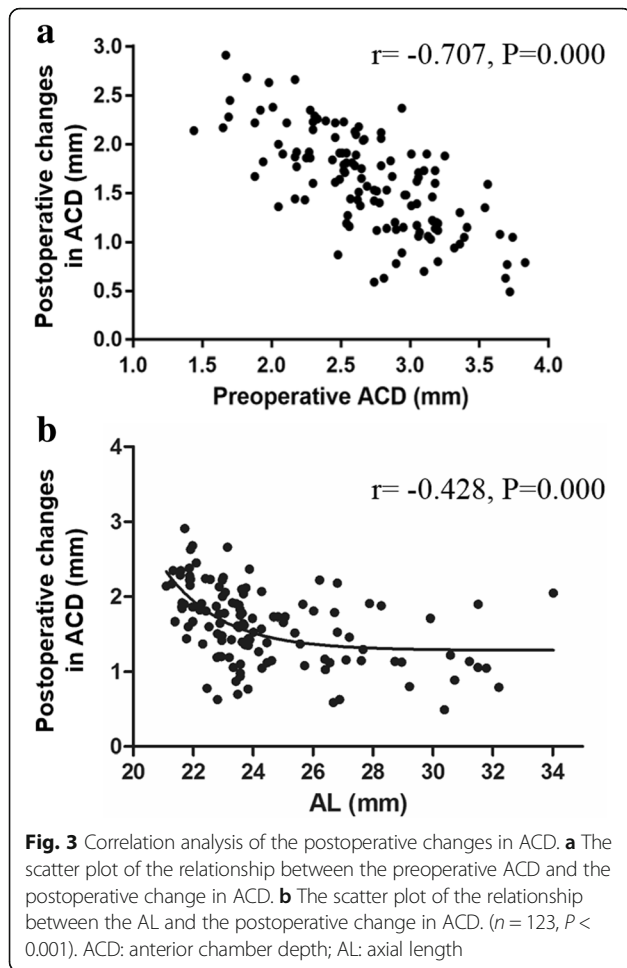 a
r= -0.707, P=0.000
Postoperative changes
in ACD (mm)
3.0
2.5
2.0
1.5
1.0
0.5
0.0
1.0 1.5 2.0 2.5 3.0 3.5 4.0
Preoperative ACD (mm)
b
r= -0.428, P=0.000
Postoperative changes
in ACD (mm)
4
3
2
1
0
20 22 24 26 28 30 32 34
AL (mm)
Fig. 3 Correlation analysis of the postoperative changes in ACD. a The
scatter plot of the relationship between the preoperative ACD and the
postoperative change in ACD. b The scatter plot of the relationship
between the AL and the postoperative change in ACD. (n = 123, P <
0.001). ACD: anterior chamber depth; AL: axial length